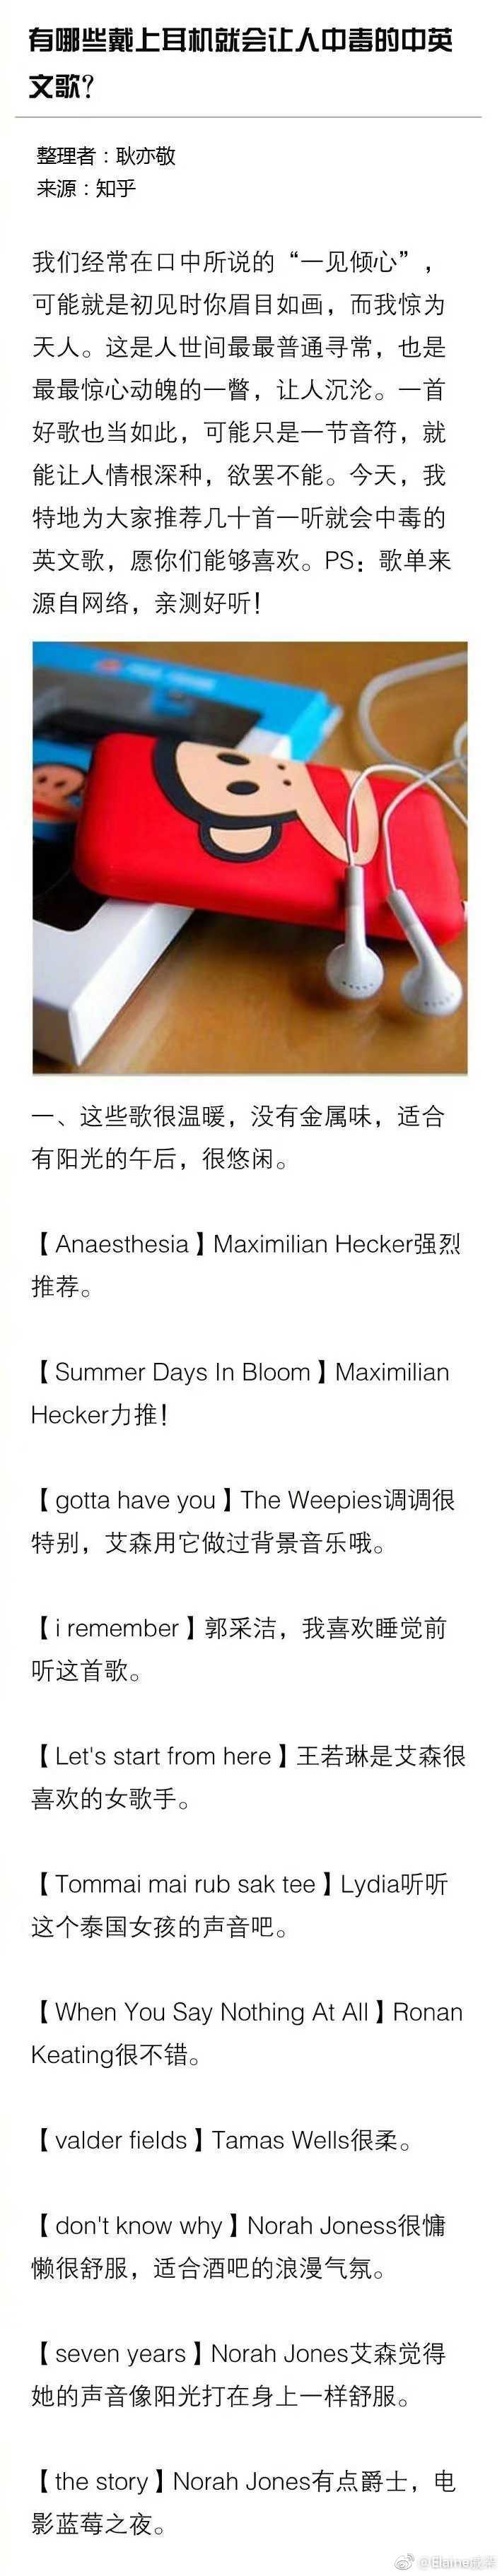 有哪些戴上耳机就会让人中毒的中英
文歌?
整理者：耿亦敬
来源：知乎
我们经常在口中所说的“一见倾心”，
可能就是初见时你眉目如画，而我惊为
天人。这是人世间最最普通寻常，也是
最最惊心动魄的一瞥，让人沉沦。一首
好歌也当如此，可能只是一节音符，就
能让人情根深种，欲罢不能。今天，我
特地为大家推荐几十首一听就会中毒的
英文歌，愿你们能够喜欢。PS：歌单来
源自网络，亲测好听！
一、这些歌很温暖，没有金属味，适合
有阳光的午后，很悠闲。
【Anaesthesia】Maximilian Hecker强烈
推荐。
【Summer Days In Bloom】Maximilian
Hecker力推！
【gotta have you】The Weepies调调很
特别，艾森用它做过背景音乐哦。
【i remember】郭采洁，我喜欢睡觉前
听这首歌。
【Let's start from here】王若琳是艾森很
喜欢的女歌手。
【Tommai mai rub sak tee】Lydia听听
这个泰国女孩的声音吧。
【When You Say Nothing At All】Ronan
Keating很不错。
【valder fields】Tamas Wells很柔。
【don't know why】Norah Joness很慵
懒很舒服，适合酒吧的浪漫气氛。
【seven years】Norah Jones艾森觉得
她的声音像阳光打在身上一样舒服。
【the story】Norah Jones有点爵士，电
影蓝莓之夜。
@Elaine